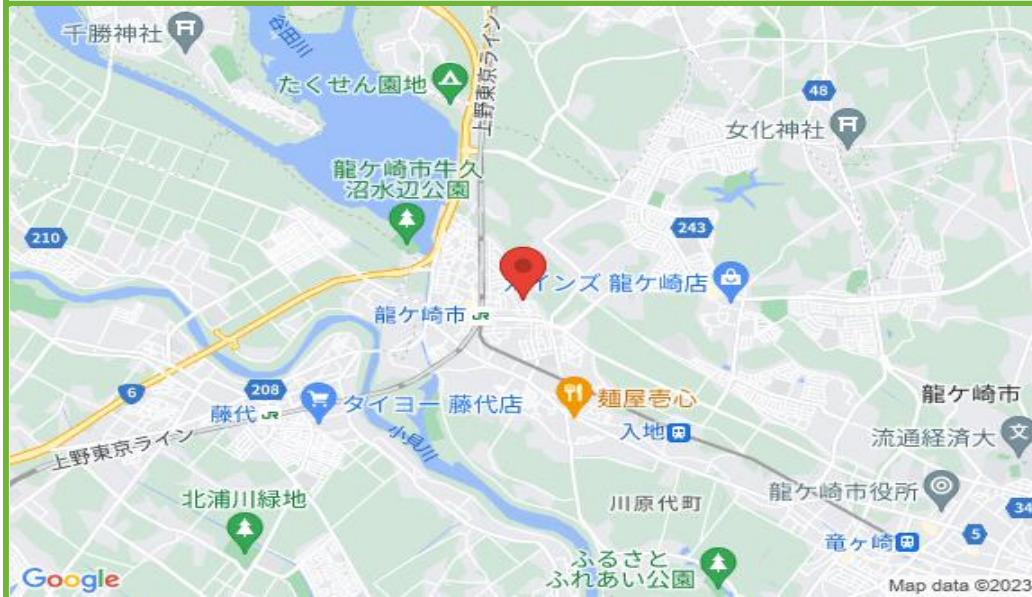 千勝神社
谷田川
たくせん園地
上野東京ライン
48
女化神社
龍ケ崎市牛久
沼水辺公園
210
243
インズ 龍ケ崎店
龍ケ崎市 JR
6
208
藤代 JR
タイヨー 藤代店
麺屋壱心
龍ケ崎市
上野東京ライン
小貝川
入地
流通経済大
北浦川緑地
川原代町
龍ケ崎市役所
34
5
竜ヶ崎
ふるさと
ふれあい公園
文
Google
Map data ©2023